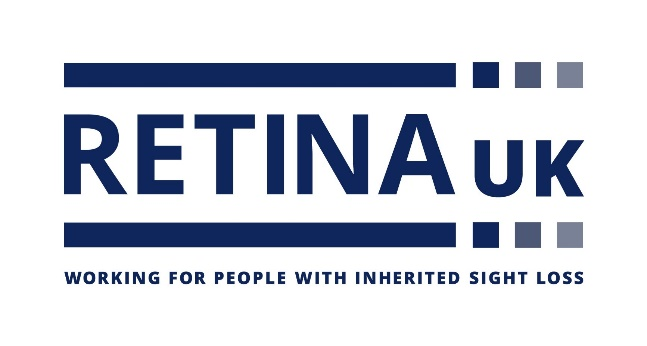 RETINA UK
WORKING FOR PEOPLE WITH INHERITED SIGHT LOSS